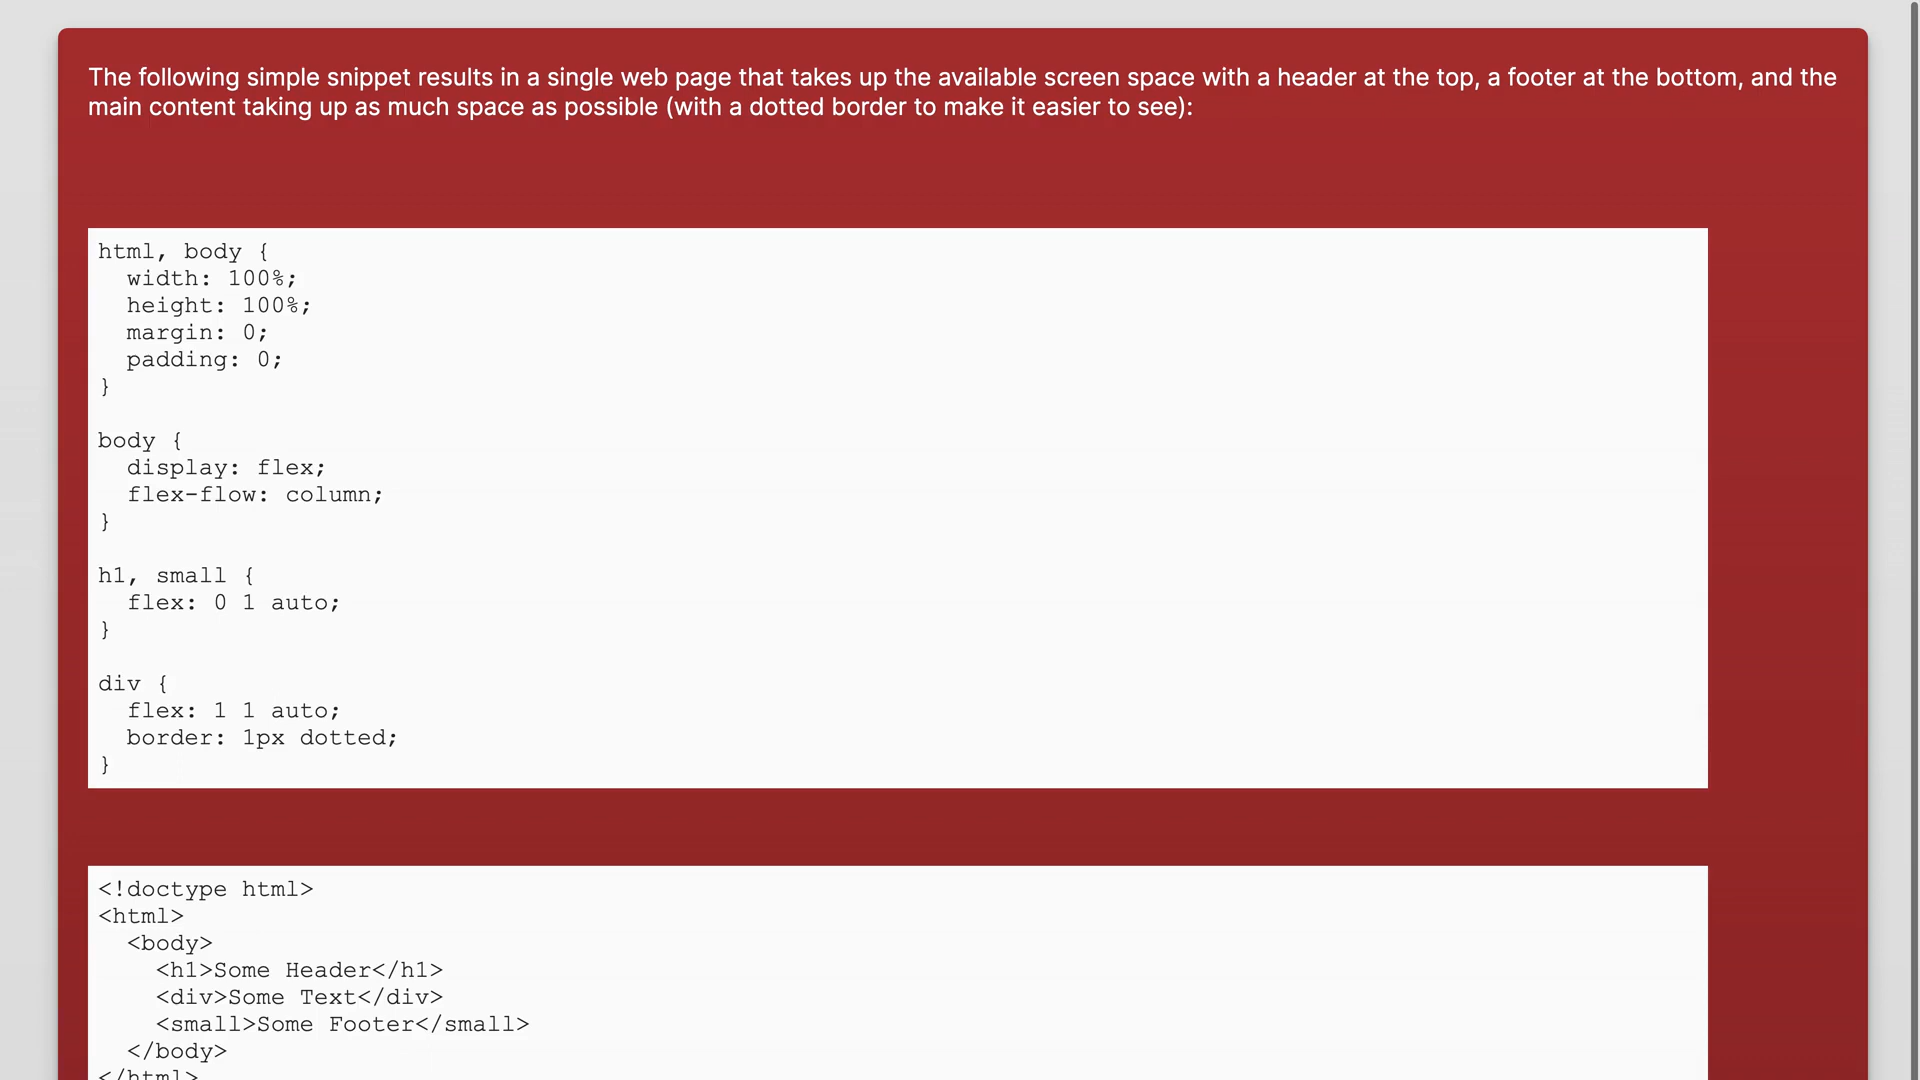 The following simple snippet results in a single web page that takes up the available screen space with a header at the top, a footer at the bottom, and the
main content taking up as much space as possible (with a dotted border to make it easier to see):
html, body {
  width: 100%;
  height: 100%;
  margin: 0;
  padding: 0;
}
body {
  display: flex;
  flex-flow: column;
}
h1, small {
  flex: 0 1 auto;
}
div {
  flex: 1 1 auto;
  border: 1px dotted;
}
<!doctype html>
<html>
  <body>
    <h1>Some Header</h1>
    <div>Some Text</div>
    <small>Some Footer</small>
  </body>
</html>